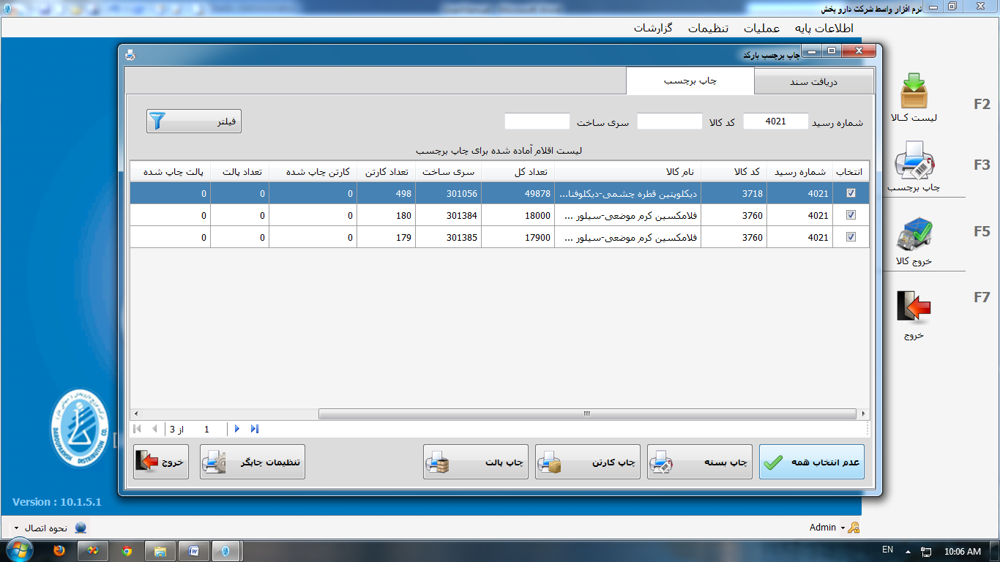 نرم افزار واسط شرکت دارو پخش
اطلاعات پایه عملیات تنظیمات گزارشات
چاپ برچسب بارکد
دریافت سند چاپ برچسب
شماره رسید 4021 کد کالا سری ساخت فیلتر
لیست اقلام آماده شده برای چاپ برچسب
انتخاب شماره رسید کد کالا نام کالا تعداد کل سری ساخت تعداد کارتن کارتن چاپ شده تعداد پالت پالت چاپ شده
4021 3718 دیکلوپتین قطره چشمی-دیکلوفنا... 49878 301056 498 0 0 0
4021 3760 فلامکسین کرم موضعی-سیلور ... 18000 301384 180 0 0 0
4021 3760 فلامکسین کرم موضعی-سیلور ... 17900 301385 179 0 0 0
1 از 3
عدم انتخاب همه چاپ بسته چاپ کارتن چاپ پالت تنظیمات چاپگر خروج
F2
لیست کـالا
F3
چاپ برچسب
F5
خروج کالا
F7
خروج
DAROUPAKHSH DISTRIBUTION CO.
Version : 10.1.5.1
نحوه اتصال
Admin
EN
10:06 AM